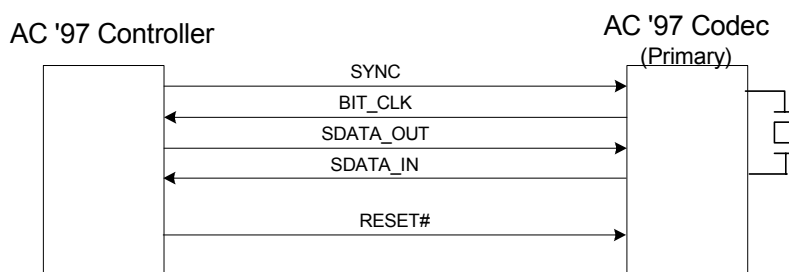 AC '97 Controller
AC '97 Codec
(Primary)
SYNC
BIT_CLK
SDATA_OUT
SDATA_IN
RESET#